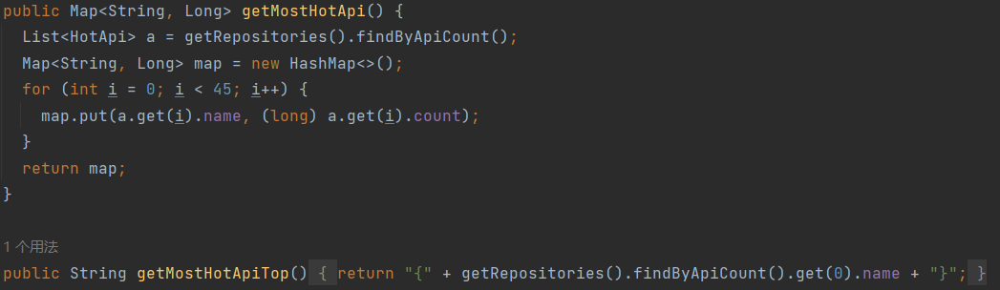 public Map<String, Long> getMostHotApi() {
List<HotApi> a = getRepositories().findByApiCount();
Map<String, Long> map = new HashMap<>();
for (int i = 0; i < 45; i++) {
map.put(a.get(i).name, (long) a.get(i).count);
}
return map;
}
1 个用法
public String getMostHotApiTop() { return "{" + getRepositories().findByApiCount().get(0).name + "}"; }